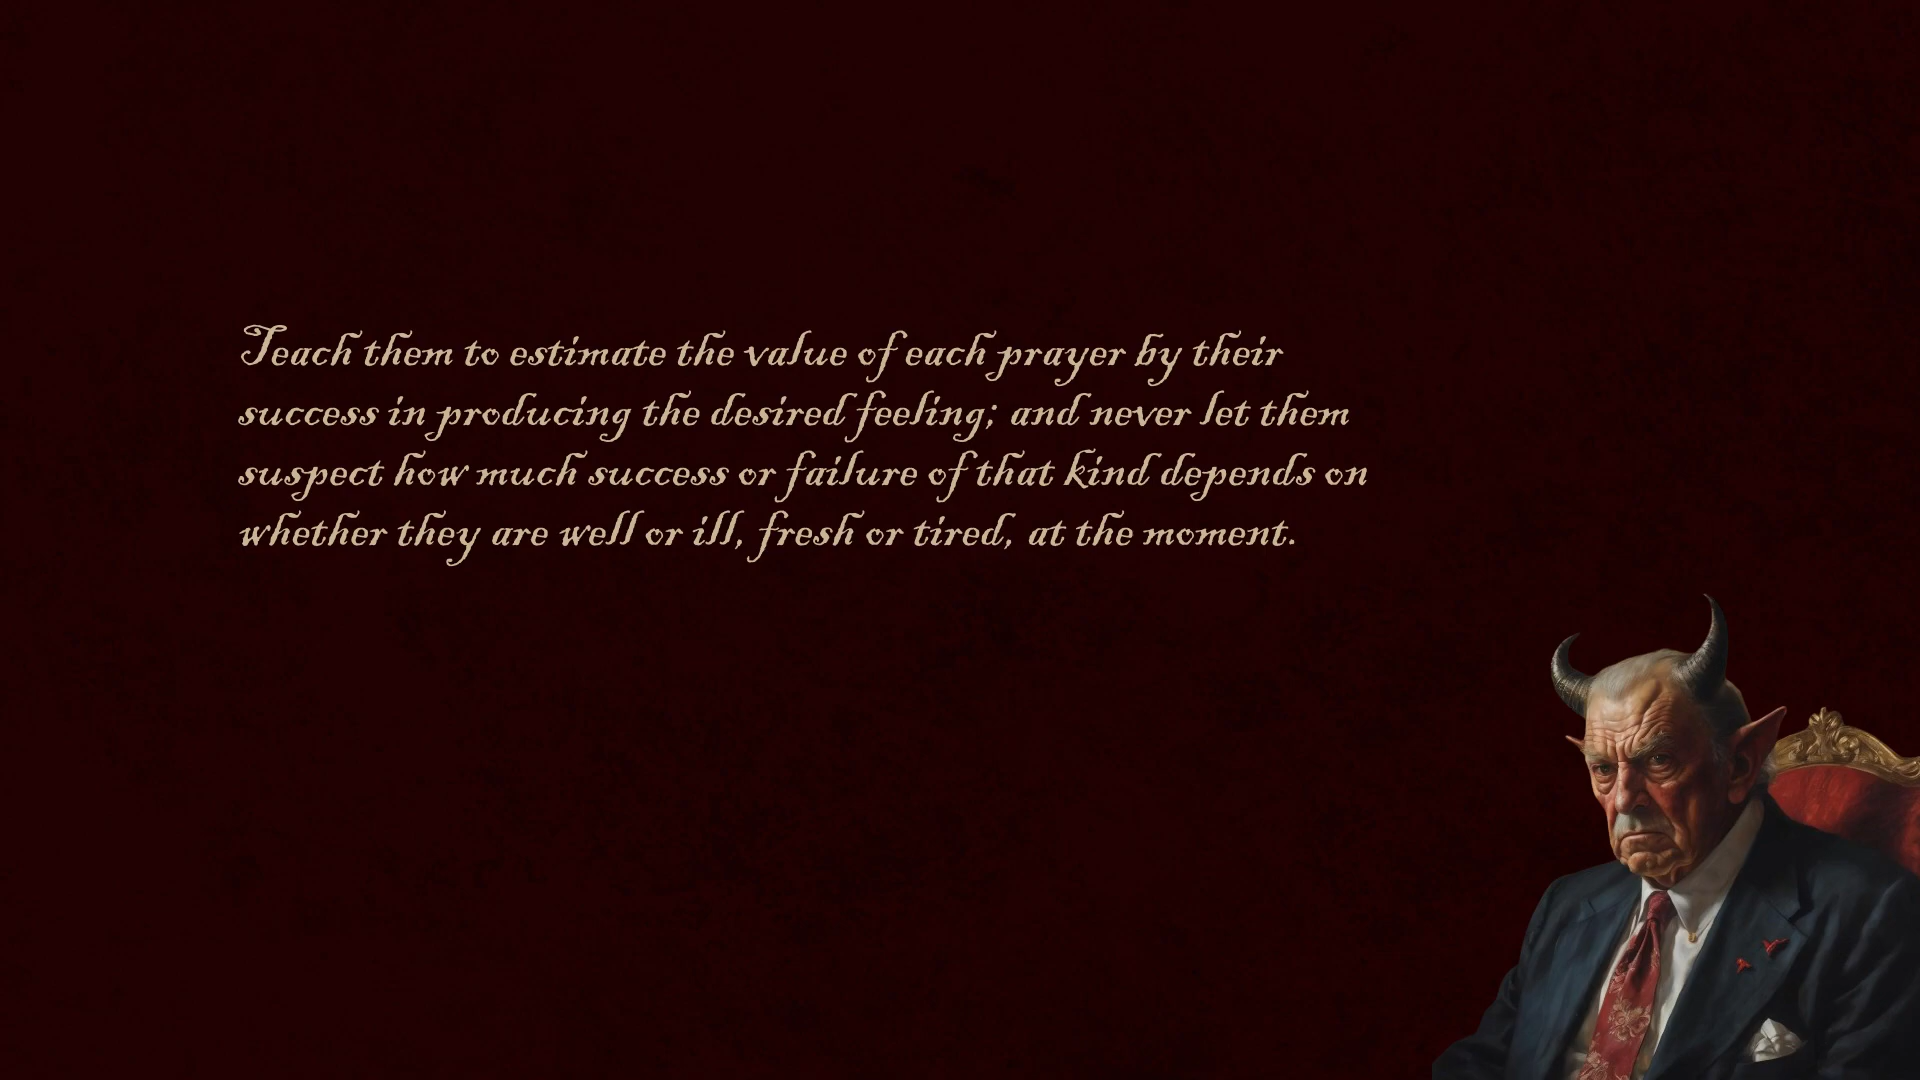 Teach them to estimate the value of each prayer by their
success in producing the desired feeling; and never let them
suspect how much success or failure of that kind depends on
whether they are well or ill, fresh or tired, at the moment.